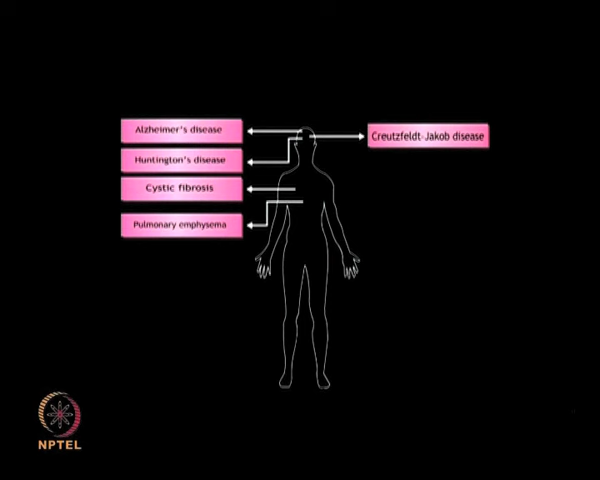 Alzheimer's disease
Creutzfeldt-Jakob disease
Huntington's disease
Cystic fibrosis
Pulmonary emphysema
NPTEL